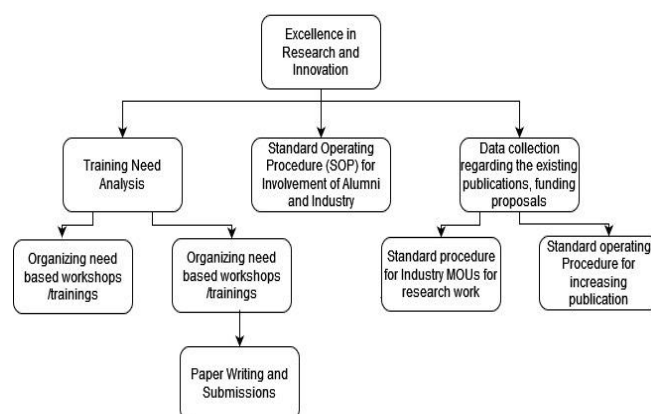 Excellence in
Research and
Innovation
Training Need
Analysis
Standard Operating
Procedure (SOP) for
Involvement of Alumni
and Industry
Data collection
regarding the existing
publications, funding
proposals
Organizing need
based workshops
/trainings
Organizing need
based workshops
/trainings
Standard procedure
for Industry MOUs for
research work
Standard operating
Procedure for
increasing
publication
Paper Writing and
Submissions